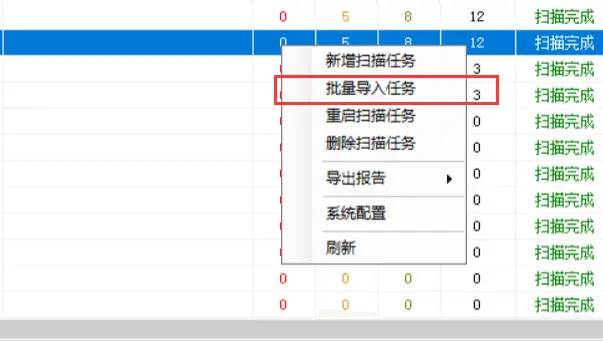 0 5 8 12 扫描完成
0 5 8 12 扫描完成
新增扫描任务 3 扫描完成
批量导入任务 3 扫描完成
重启扫描任务 0 扫描完成
删除扫描任务 0 扫描完成
导出报告 0 扫描完成
系统配置 0 扫描完成
0 扫描完成
刷新 0 扫描完成
0 0 0 0 扫描完成
0 0 0 0 扫描完成